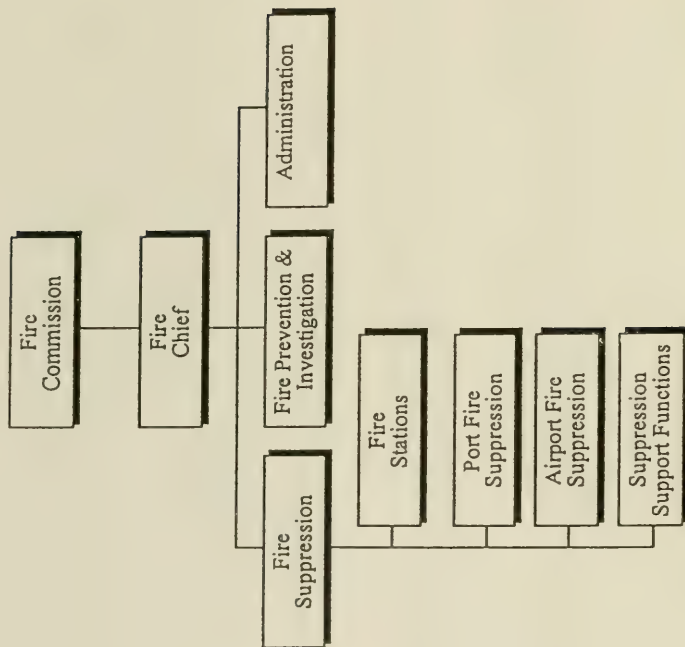 Fire
Commission
Fire
Chief
Fire
Suppression
Fire Prevention &
Investigation
Administration
Fire
Stations
Port Fire
Suppression
Airport Fire
Suppression
Suppression
Support Functions